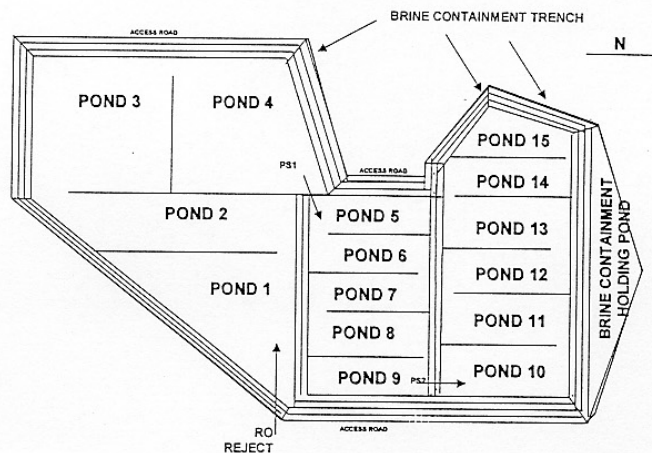 BRINE CONTAINMENT TRENCH
ACCESS ROAD
N
POND 3
POND 4
POND 15
PS1
ACCESS ROAD
POND 14
POND 2
POND 5
POND 13
POND 6
POND 12
POND 1
POND 7
POND 11
POND 8
POND 9
PS2
POND 10
BRINE CONTAINMENT
HOLDING POND
RO
REJECT
ACCESS ROAD